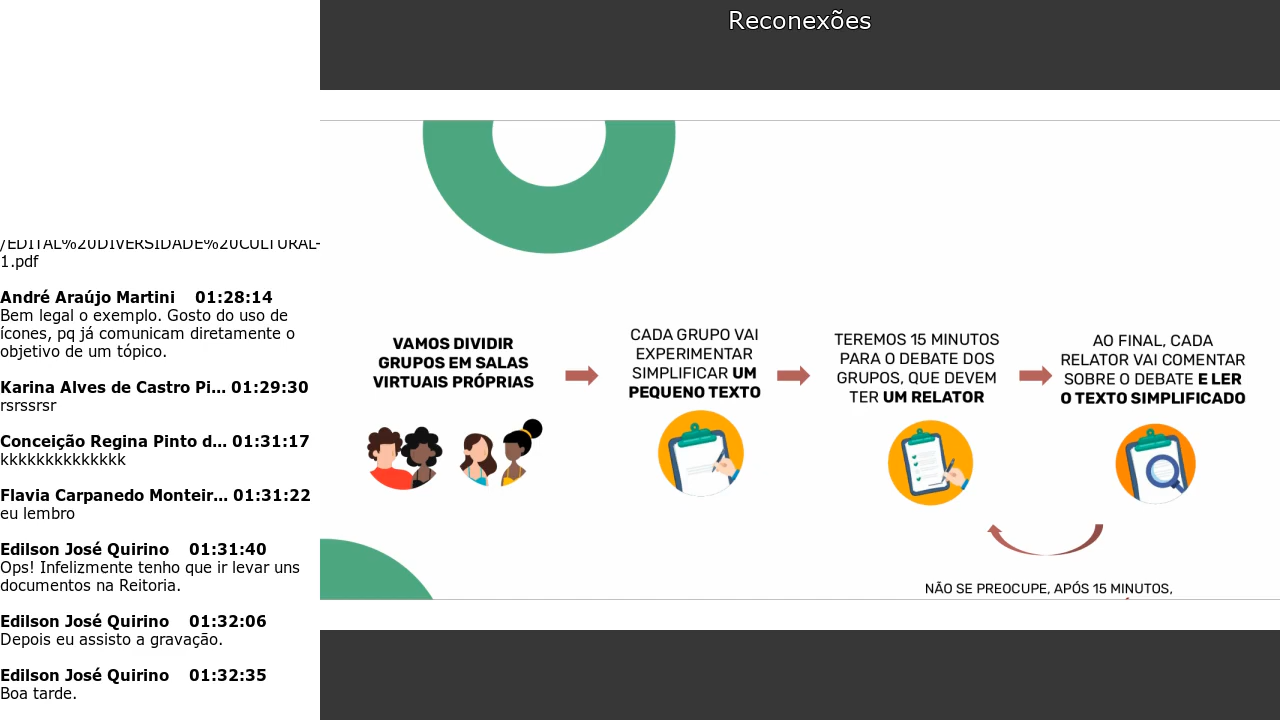 Reconexões
/EDITAL%20DIVERSIDADE%20CULTURAL-
1.pdf
André Araújo Martini 01:28:14
Bem legal o exemplo. Gosto do uso de
ícones, pq já comunicam diretamente o
objetivo de um tópico.
Karina Alves de Castro Pi... 01:29:30
rsrssrsr
Conceição Regina Pinto d... 01:31:17
kkkkkkkkkkkkkk
Flavia Carpanedo Monteir... 01:31:22
eu lembro
Edilson José Quirino 01:31:40
Ops! Infelizmente tenho que ir levar uns
documentos na Reitoria.
Edilson José Quirino 01:32:06
Depois eu assisto a gravação.
Edilson José Quirino 01:32:35
Boa tarde.
VAMOS DIVIDIR
GRUPOS EM SALAS
VIRTUAIS PRÓPRIAS
CADA GRUPO VAI
EXPERIMENTAR
SIMPLIFICAR UM
PEQUENO TEXTO
TEREMOS 15 MINUTOS
PARA O DEBATE DOS
GRUPOS, QUE DEVEM
TER UM RELATOR
AO FINAL, CADA
RELATOR VAI COMENTAR
SOBRE O DEBATE E LER
O TEXTO SIMPLIFICADO
NÃO SE PREOCUPE, APÓS 15 MINUTOS,